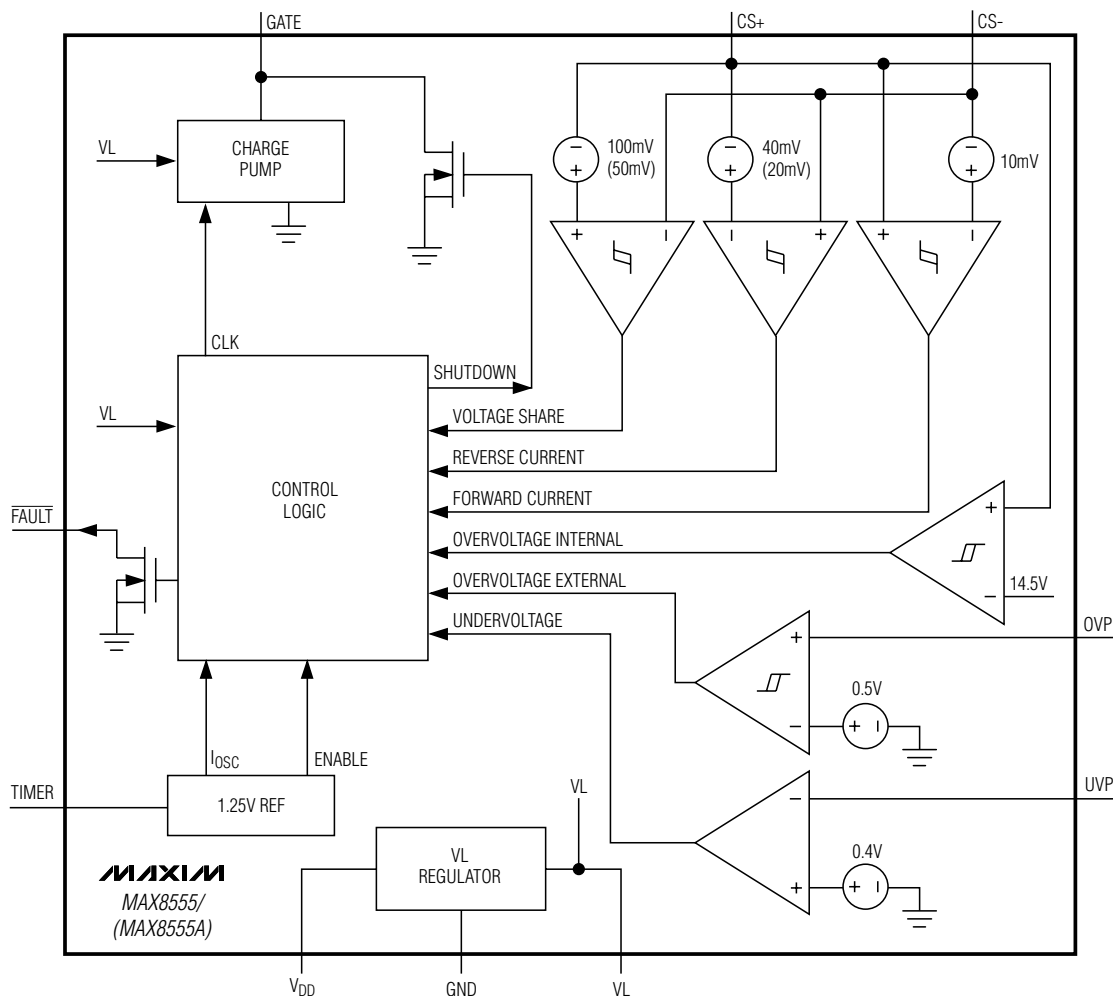 GATE
CS+
CS-
CHARGE
PUMP
VL
100mV
(50mV)
40mV
(20mV)
10mV
−
+
−
+
−
+
+
−
−
+
+
−
CLK
SHUTDOWN
VL
VOLTAGE SHARE
REVERSE CURRENT
FORWARD CURRENT
CONTROL
LOGIC
FAULT
OVERVOLTAGE INTERNAL
+
−
14.5V
OVERVOLTAGE EXTERNAL
UNDERVOLTAGE
OVP
+
−
0.5V
+ −
IOSC
ENABLE
TIMER
1.25V REF
VL
UVP
−
+
0.4V
+ −
VL
REGULATOR
MAXIM
MAX8555/
(MAX8555A)
VDD
GND
VL